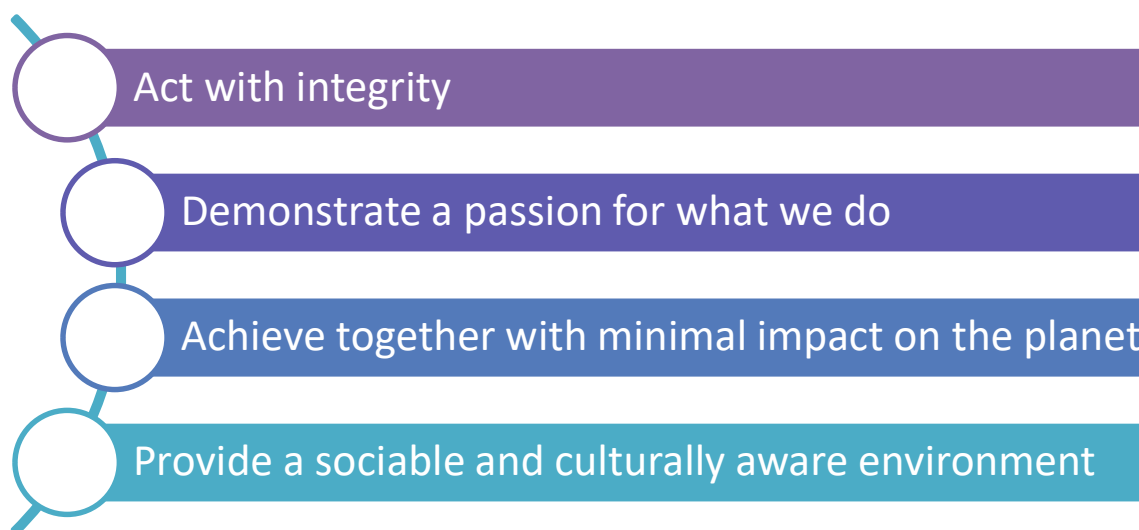 Act with integrity
Demonstrate a passion for what we do
Achieve together with minimal impact on the planet
Provide a sociable and culturally aware environment